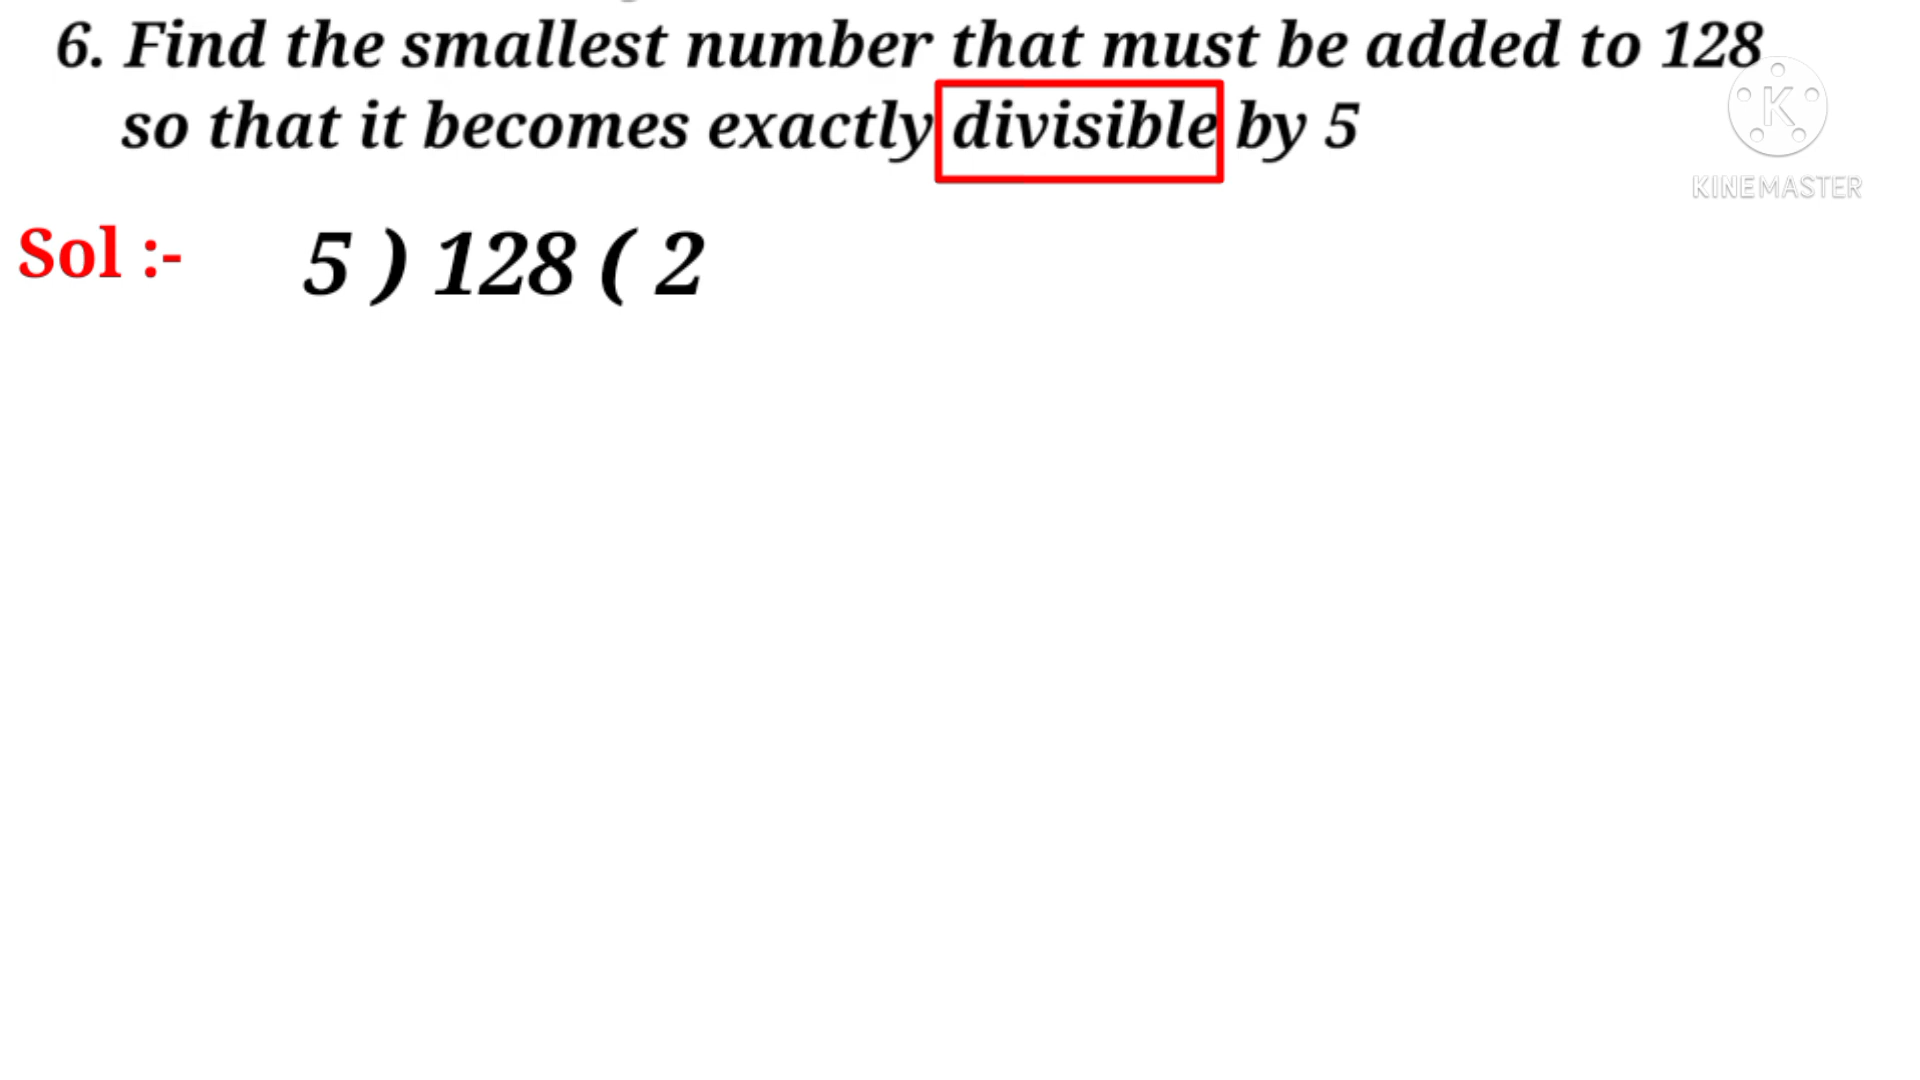 6. Find the smallest number that must be added to 128
so that it becomes exactly divisible by 5
K
KINEMASTER
Sol :- 5 ) 128 ( 2